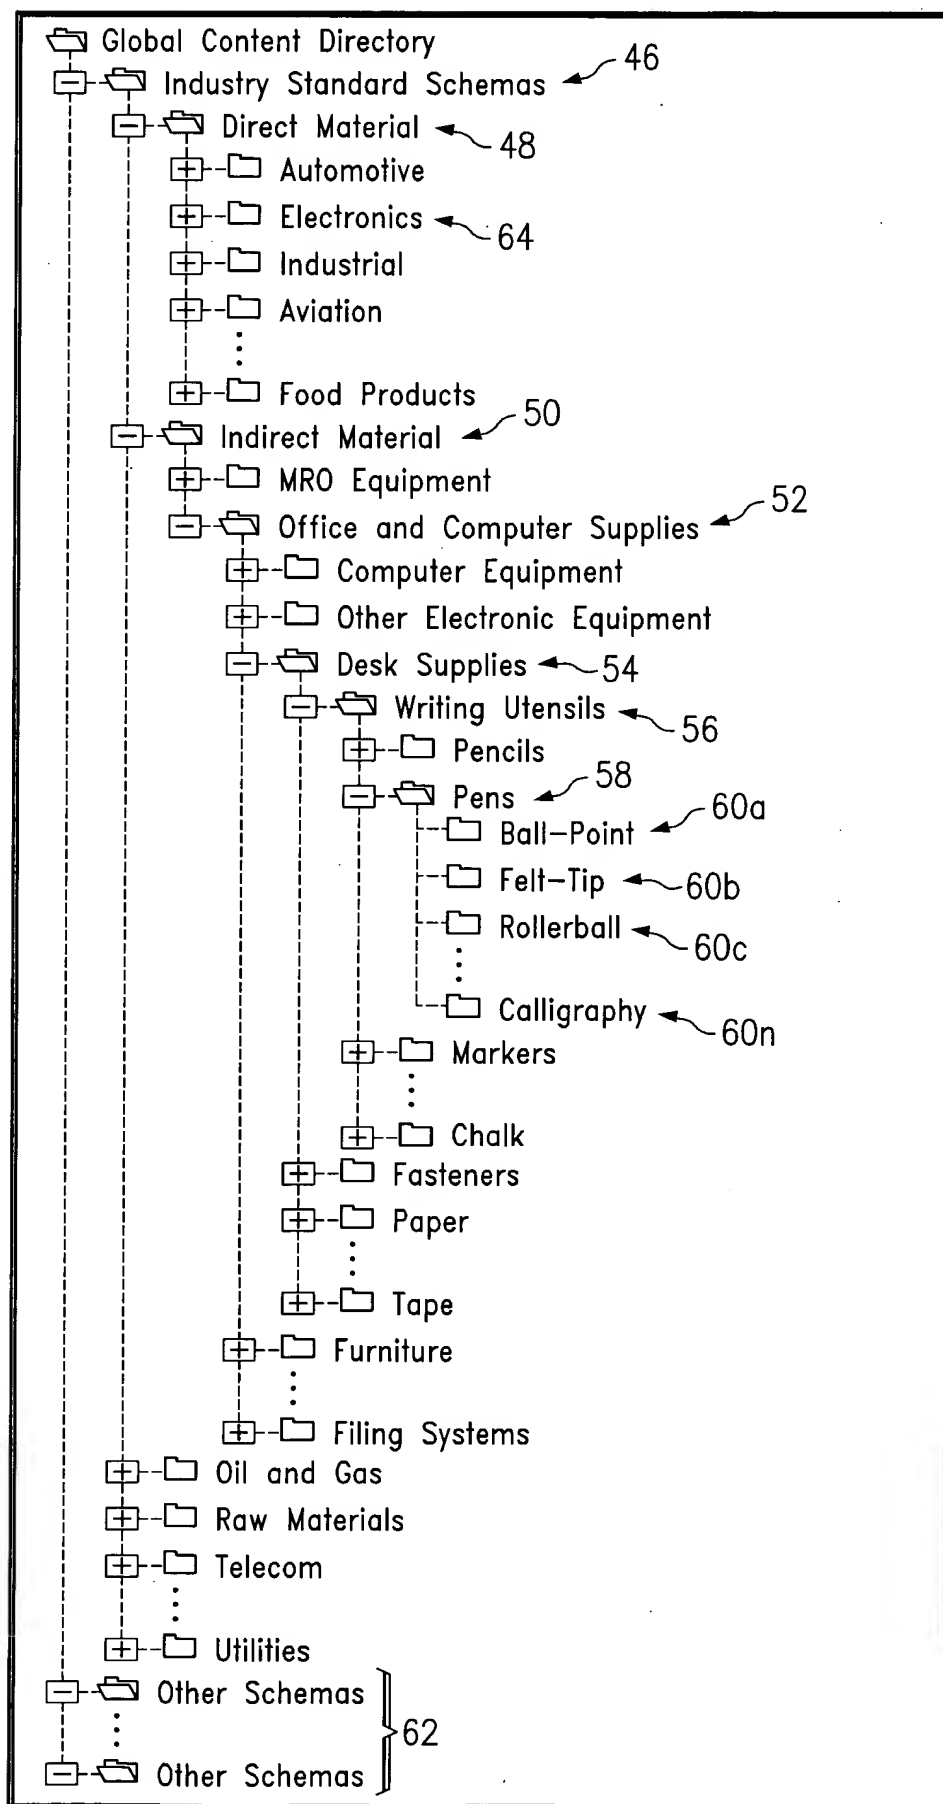 Global Content Directory
Industry Standard Schemas 46
Direct Material 48
Automotive
Electronics 64
Industrial
Aviation
Food Products
Indirect Material 50
MRO Equipment
Office and Computer Supplies 52
Computer Equipment
Other Electronic Equipment
Desk Supplies 54
Writing Utensils 56
Pencils
Pens 58
Ball-Point 60a
Felt-Tip 60b
Rollerball 60c
Calligraphy 60n
Markers
Chalk
Fasteners
Paper
Tape
Furniture
Filing Systems
Oil and Gas
Raw Materials
Telecom
Utilities
Other Schemas
62
Other Schemas